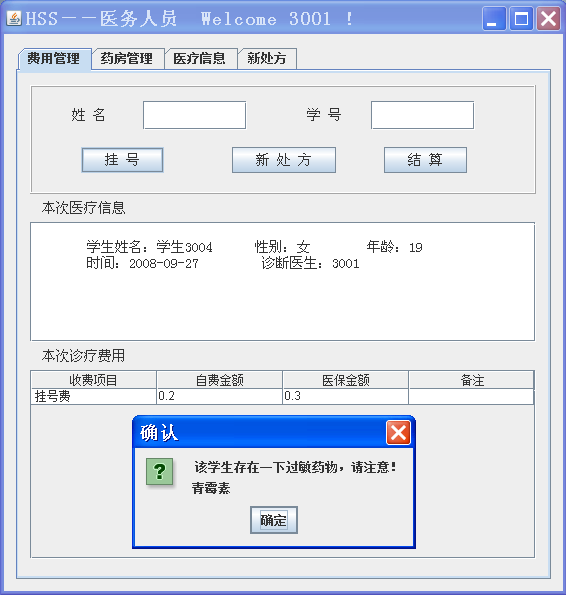 HSS——医务人员 Welcome 3001 !
费用管理 药房管理 医疗信息 新处方
姓 名 学 号
挂 号 新 处 方 结 算
本次医疗信息
学生姓名：学生3004 性别：女 年龄：19
时间：2008-09-27 诊断医生：3001
本次诊疗费用
收费项目 自费金额 医保金额 备注
挂号费 0.2 0.3
确认
该学生存在一下过敏药物，请注意！
青霉素
确定